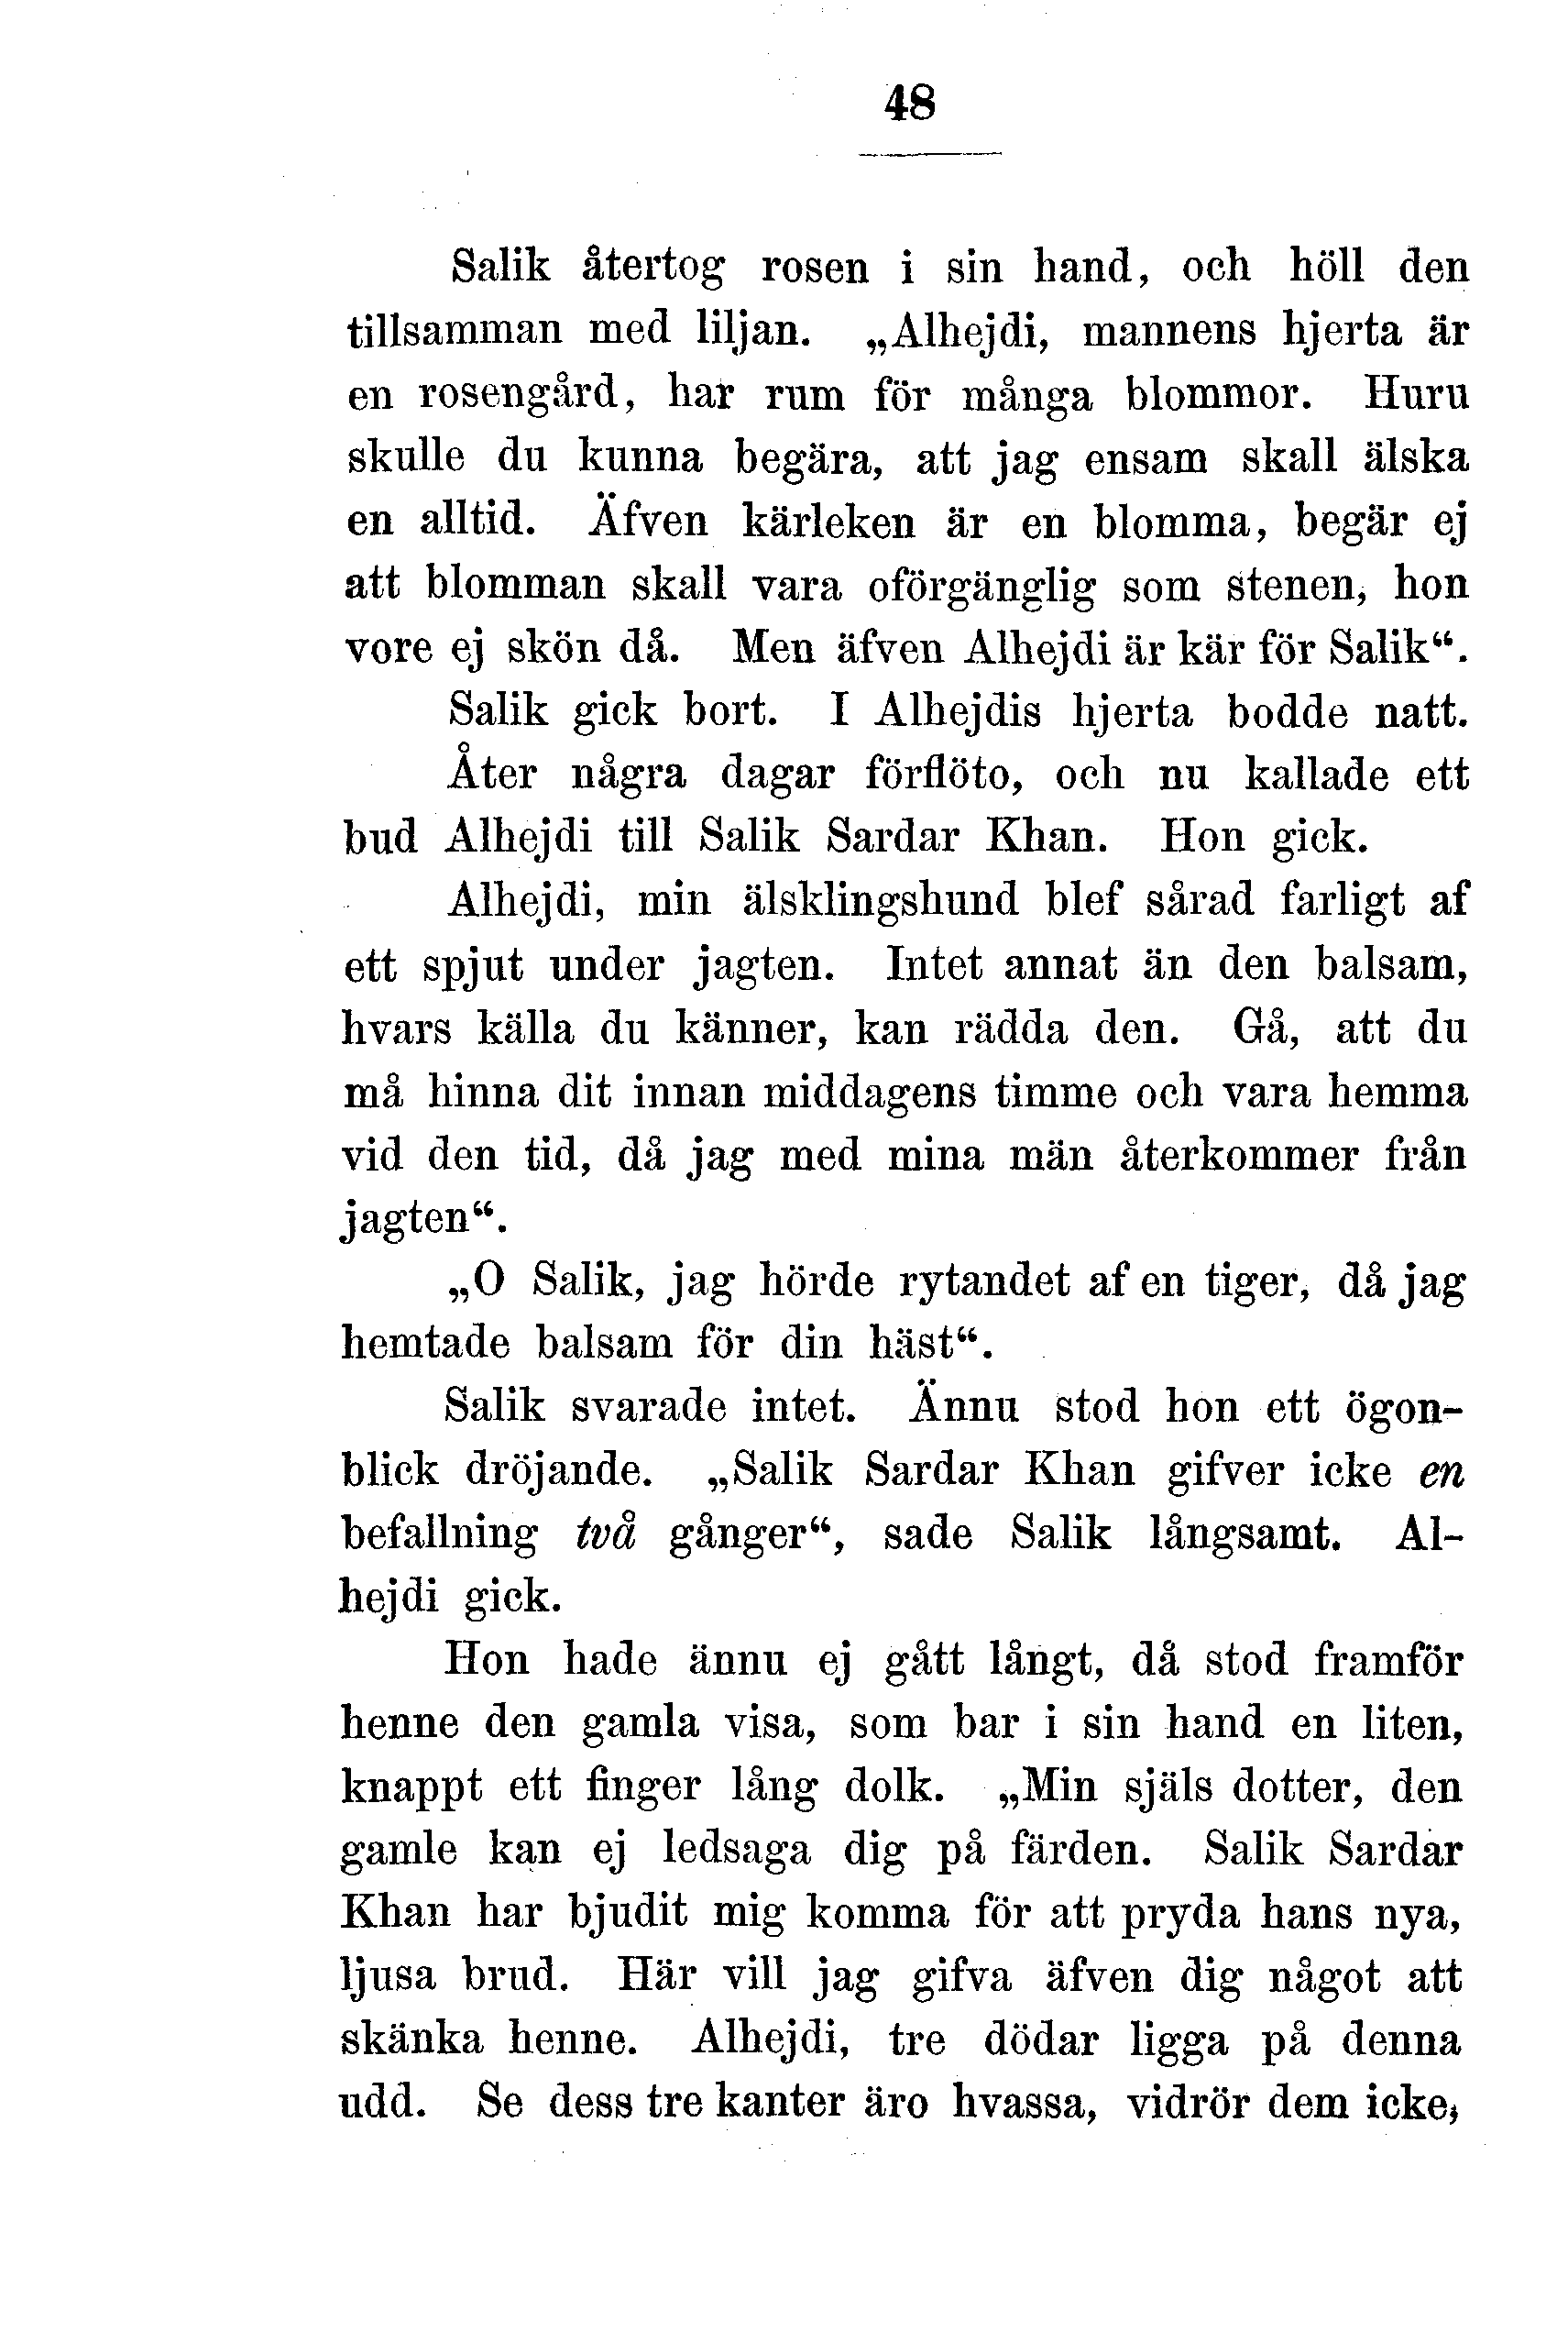 48
Salik återtog rosen i sin hand, och höll den
tillsamman med liljan. „Alhejdi, mannens hjerta är
en rosengård, har rum för många blommor. Huru
skulle du kunna begära, att jag ensam skall älska
en alltid. Äfven kärleken är en blomma, begär ej
att blomman skall vara oförgänglig som stenen, hon
vore ej skön då. Men äfven Alhejdi är kär för Salik“.
Salik gick bort. I Alhejdis hjerta bodde natt.
Åter några dagar förflöto, och nu kallade ett
bud Alhejdi till Salik Sardar Khan. Hon gick.
Alhejdi, min älsklingshund blef sårad farligt af
ett spjut under jagten. Intet annat än den balsam,
hvars källa du känner, kan rädda den. Gå, att du
må hinna dit innan middagens timme och vara hemma
vid den tid, då jag med mina män återkommer från
jagten“.
„O Salik, jag hörde rytandet af en tiger, då jag
hemtade balsam för din häst“.
Salik svarade intet. Ännu stod hon ett ögon-
blick dröjande. „Salik Sardar Khan gifver icke en
befallning två gånger“, sade Salik långsamt. Al-
hejdi gick.
Hon hade ännu ej gått långt, då stod framför
henne den gamla visa, som bar i sin hand en liten,
knappt ett finger lång dolk. „Min själs dotter, den
gamle kan ej ledsaga dig på färden. Salik Sardar
Khan har bjudit mig komma för att pryda hans nya,
ljusa brud. Här vill jag gifva äfven dig något att
skänka henne. Alhejdi, tre dödar ligga på denna
udd. Se dess tre kanter äro hvassa, vidrör dem icke,